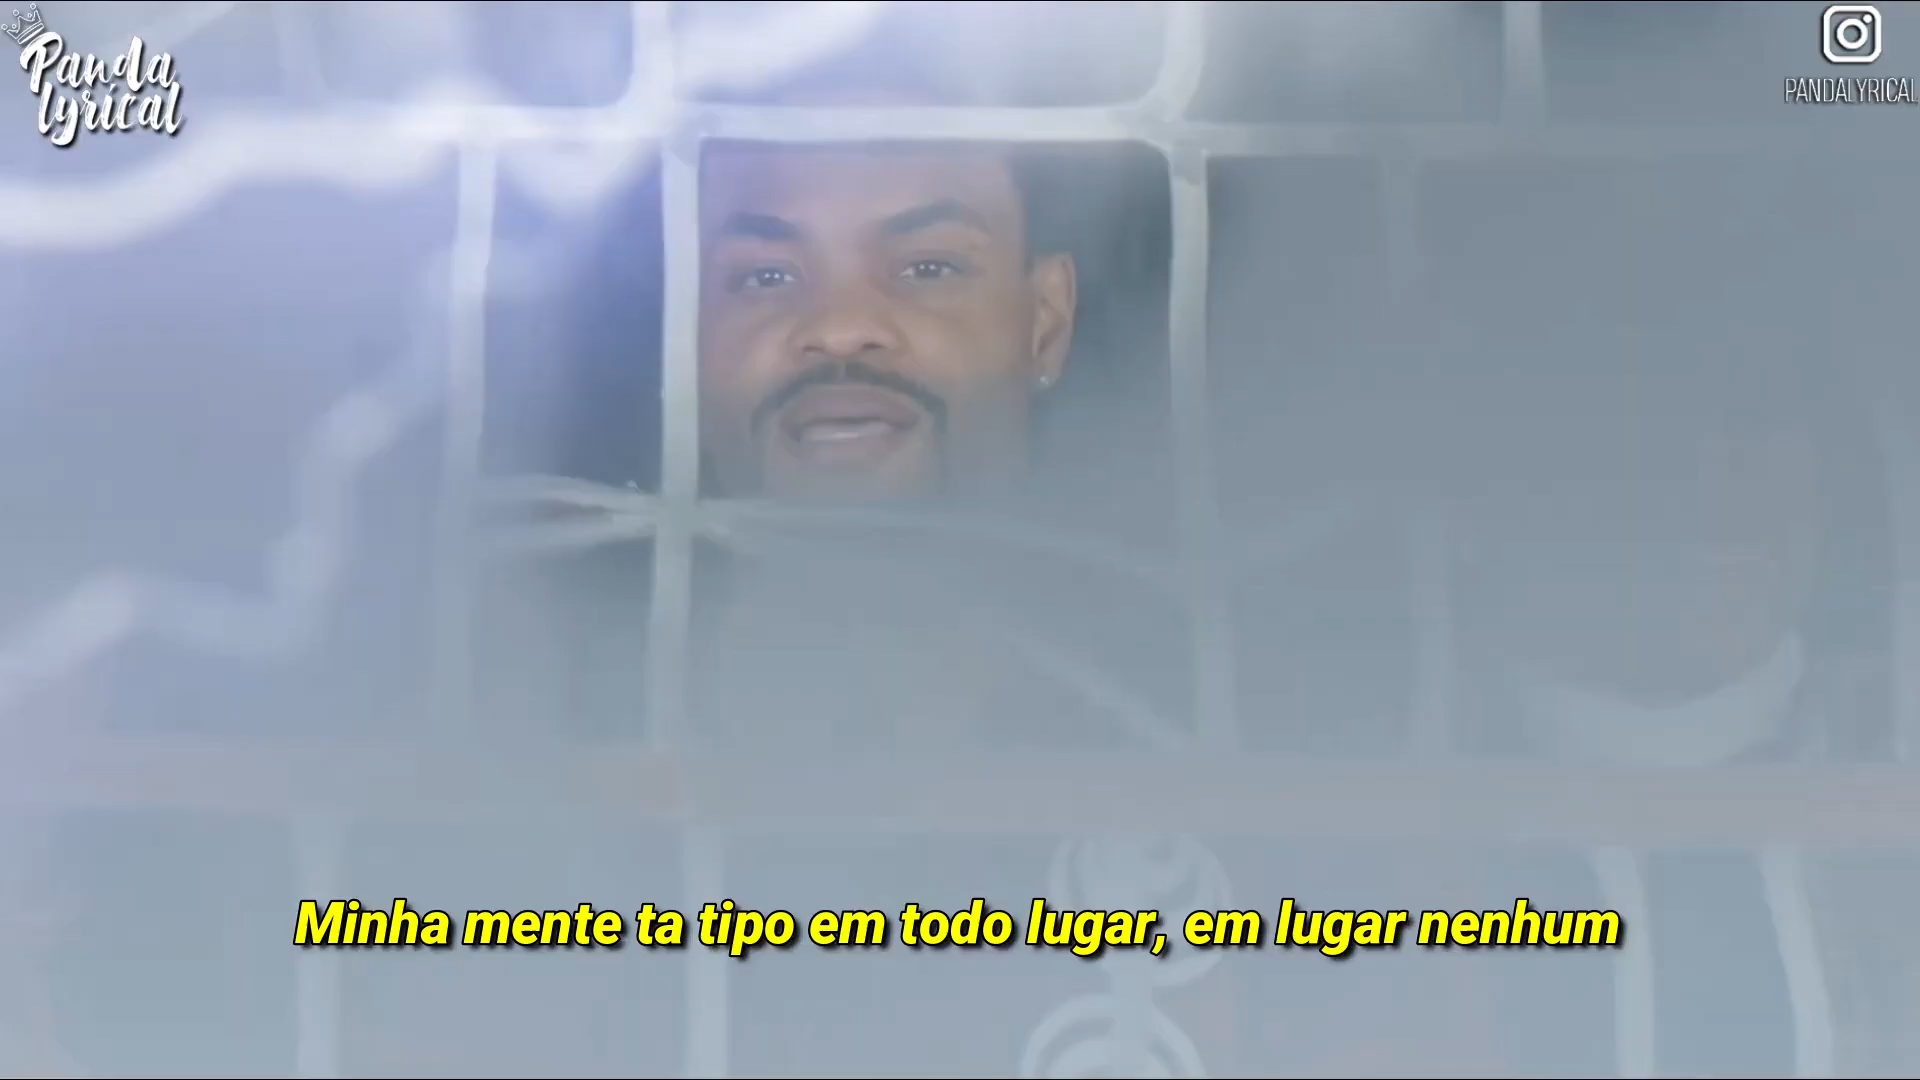 Panda
lyrical
PANDALYRICAL
Minha mente ta tipo em todo lugar, em lugar nenhum